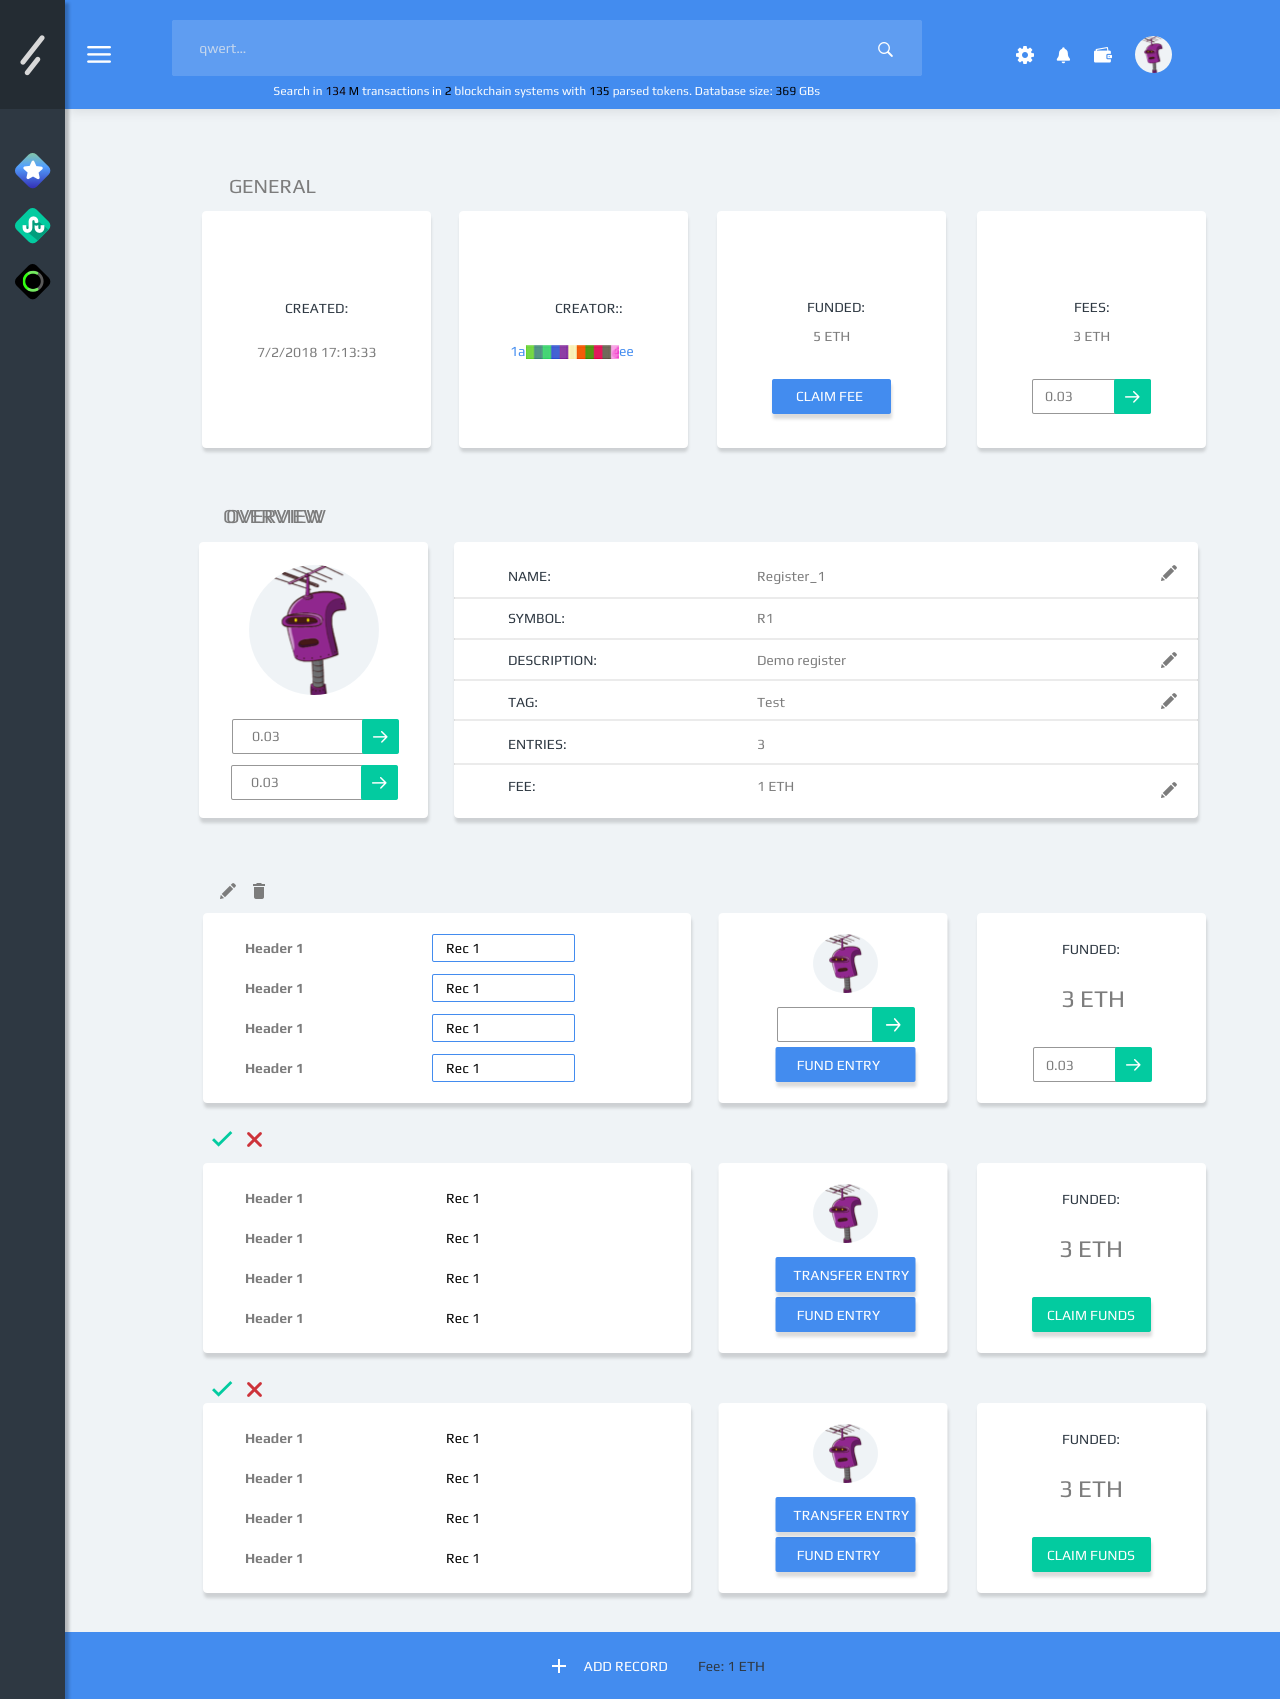 qwert...
Search in 134 M transactions in 2 blockchain systems with 135 parsed tokens. Database size: 369 GBs
GENERAL
CREATED:
7/2/2018 17:13:33
CREATOR::
1a ee
FUNDED:
5 ETH
CLAIM FEE
FEES:
3 ETH
0.03
OVERVIEW
0.03
0.03
NAME: Register_1
SYMBOL: R1
DESCRIPTION: Demo register
TAG: Test
ENTRIES: 3
FEE: 1 ETH
Header 1 Rec 1
Header 1 Rec 1
Header 1 Rec 1
Header 1 Rec 1
FUND ENTRY
FUNDED:
3 ETH
0.03
Header 1 Rec 1
Header 1 Rec 1
Header 1 Rec 1
Header 1 Rec 1
TRANSFER ENTRY
FUND ENTRY
FUNDED:
3 ETH
CLAIM FUNDS
Header 1 Rec 1
Header 1 Rec 1
Header 1 Rec 1
Header 1 Rec 1
TRANSFER ENTRY
FUND ENTRY
FUNDED:
3 ETH
CLAIM FUNDS
ADD RECORD Fee: 1 ETH